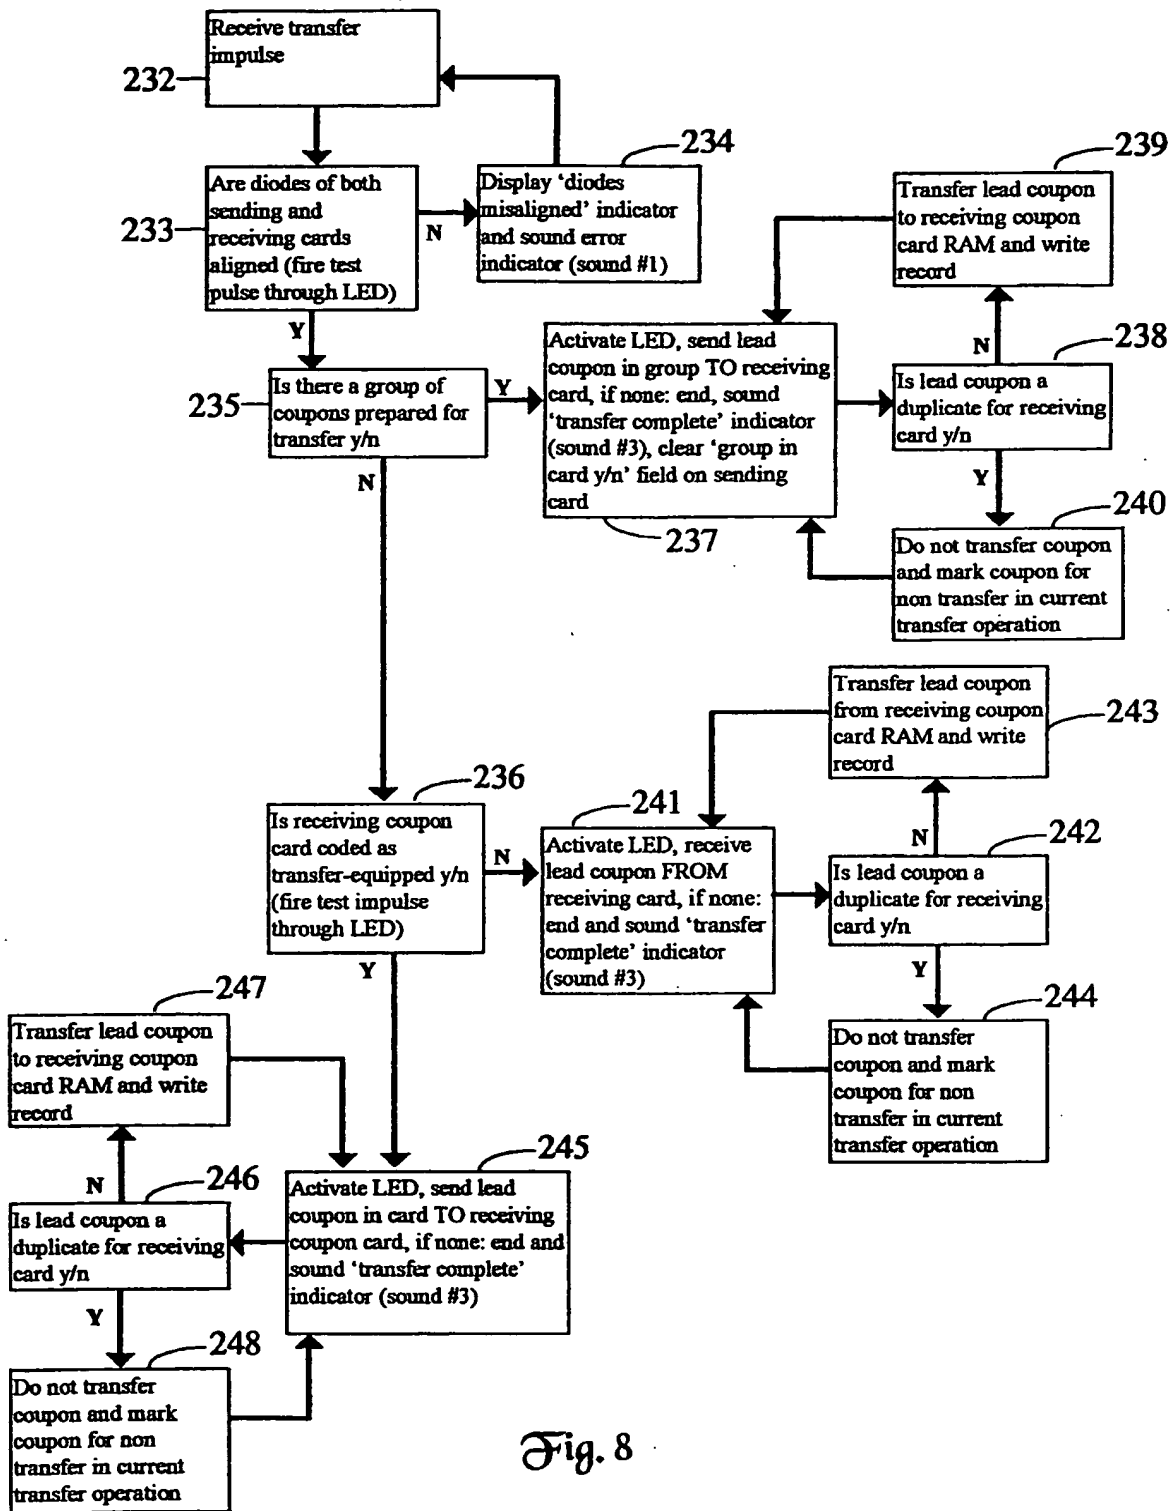 Receive transfer
impulse
232
234
239
Are diodes of both
sending and
receiving cards
aligned (fire test
pulse through LED)
233
N
Y
Display ‘diodes
misaligned’ indicator
and sound error
indicator (sound #1)
Transfer lead coupon
to receiving coupon
card RAM and write
record
N
238
Is there a group of
coupons prepared for
transfer y/n
235
Y
N
Activate LED, send lead
coupon in group TO receiving
card, if none: end, sound
‘transfer complete’ indicator
(sound #3), clear ‘group in
card y/n’ field on sending
card
237
Is lead coupon a
duplicate for receiving
card y/n
Y
240
Do not transfer coupon
and mark coupon for
non transfer in current
transfer operation
Transfer lead coupon
from receiving coupon
card RAM and write
record
243
236
Is receiving coupon
card coded as
transfer-equipped y/n
(fire test impulse
through LED)
N
Y
241
Activate LED, receive
lead coupon FROM
receiving card, if none:
end and sound ‘transfer
complete’ indicator
(sound #3)
N
242
Is lead coupon a
duplicate for receiving
card y/n
Y
244
Do not transfer
coupon and mark
coupon for non
transfer in current
transfer operation
247
Transfer lead coupon
to receiving coupon
card RAM and write
record
N
246
Is lead coupon a
duplicate for receiving
card y/n
Y
245
Activate LED, send lead
coupon in card TO receiving
coupon card, if none: end and
sound ‘transfer complete’
indicator (sound #3)
248
Do not transfer
coupon and mark
coupon for non
transfer in current
transfer operation
Fig. 8